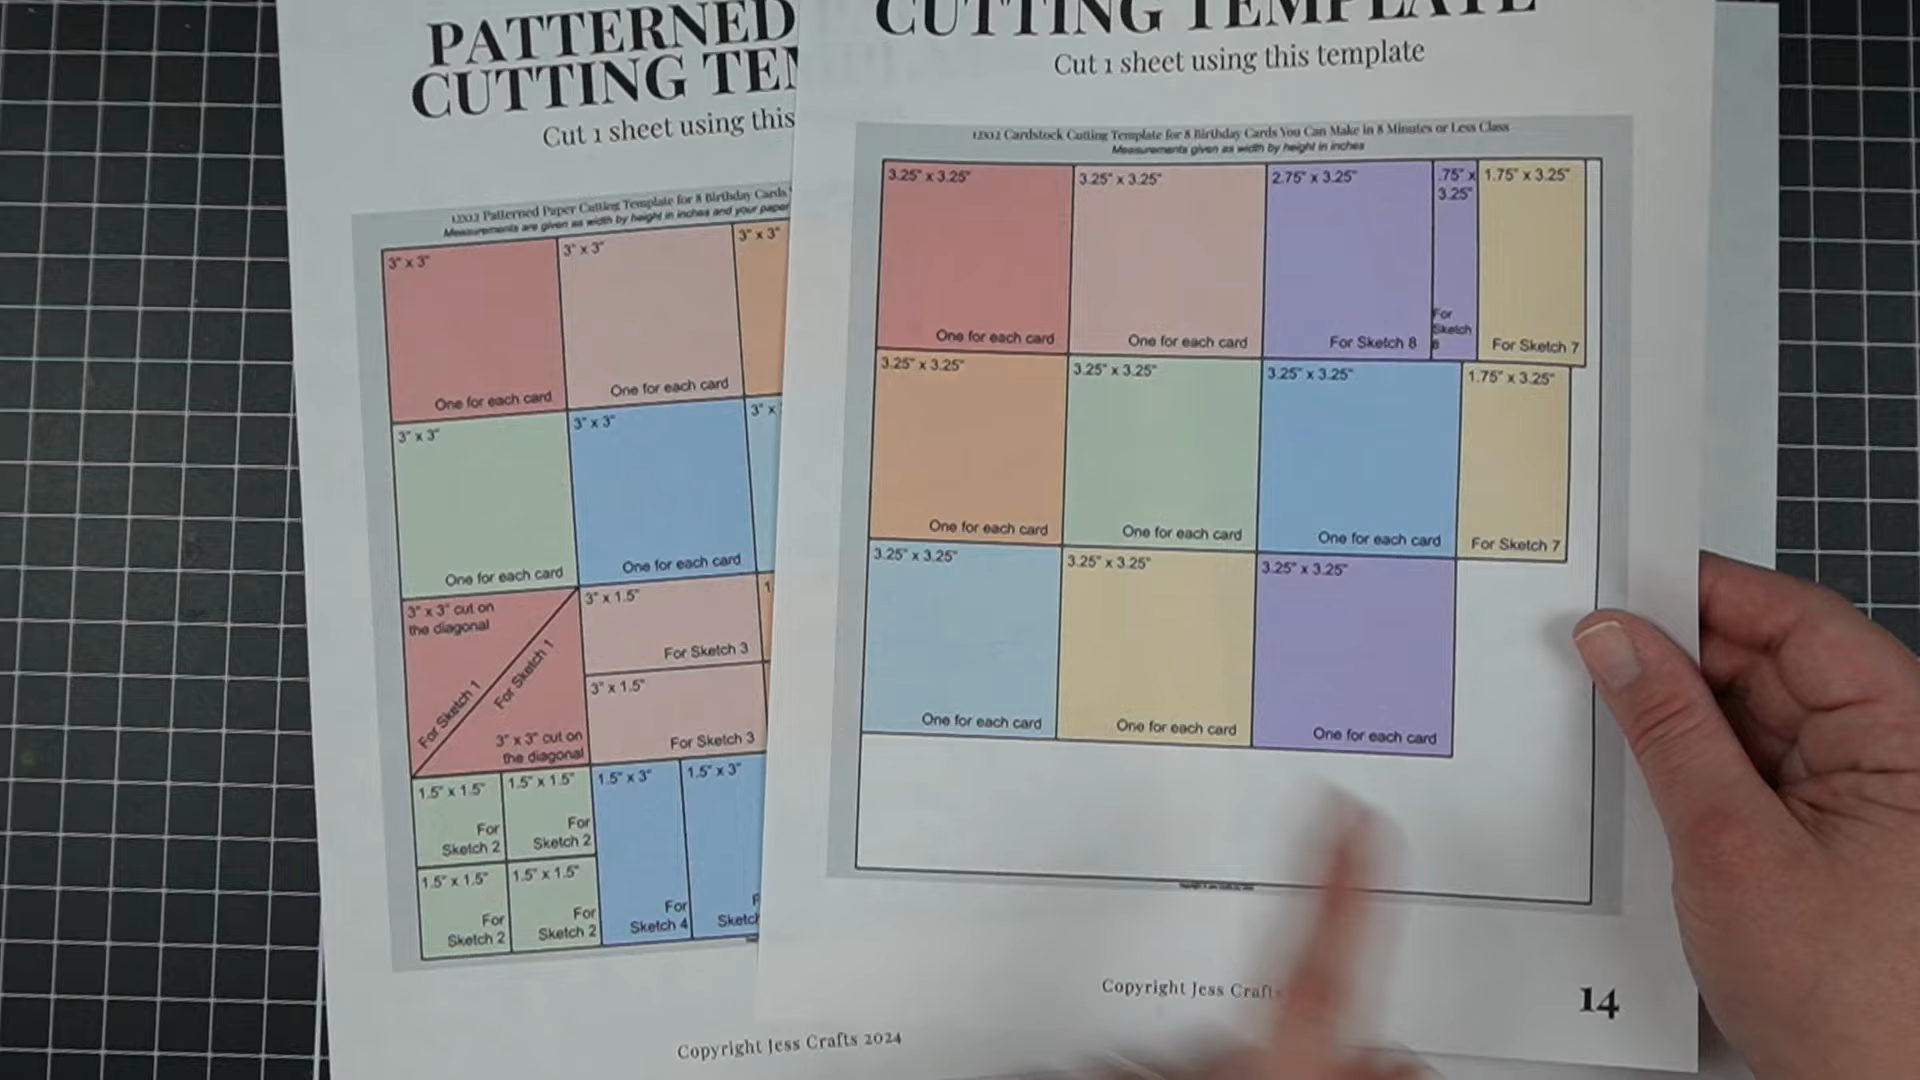 PATTERNED
CUTTING TEM
Cut 1 sheet using this
12x12 Patterned Paper Cutting Template for 8 Birthday Cards
Measurements are given as width by height in inches and your paper
3" x 3"
One for each card
3" x 3"
One for each card
3" x 3"
3" x 3"
One for each card
3" x 3"
One for each card
3" x
3" x 3" cut on
the diagonal
For Sketch 1
For Sketch 1
3" x 3" cut on
the diagonal
3" x 1.5"
For Sketch 3
3" x 1.5"
For Sketch 3
1
1.5" x 1.5"
For
Sketch 2
1.5" x 1.5"
For
Sketch 2
1.5" x 3"
For
Sketch 4
1.5" x 3"
F
Sketch
1.5" x 1.5"
For
Sketch 2
1.5" x 1.5"
For
Sketch 2
Copyright Jess Crafts 2024
CUTTING TEMPLATE
Cut 1 sheet using this template
12x12 Cardstock Cutting Template for 8 Birthday Cards You Can Make in 8 Minutes or Less Class
Measurements given as width by height in inches
3.25" x 3.25"
One for each card
3.25" x 3.25"
One for each card
2.75" x 3.25"
For Sketch 8
.75" x
3.25"
For
Sketch
8
1.75" x 3.25"
For Sketch 7
3.25" x 3.25"
One for each card
3.25" x 3.25"
One for each card
3.25" x 3.25"
One for each card
1.75" x 3.25"
For Sketch 7
3.25" x 3.25"
One for each card
3.25" x 3.25"
One for each card
3.25" x 3.25"
One for each card
Copyright Jess Crafts
14